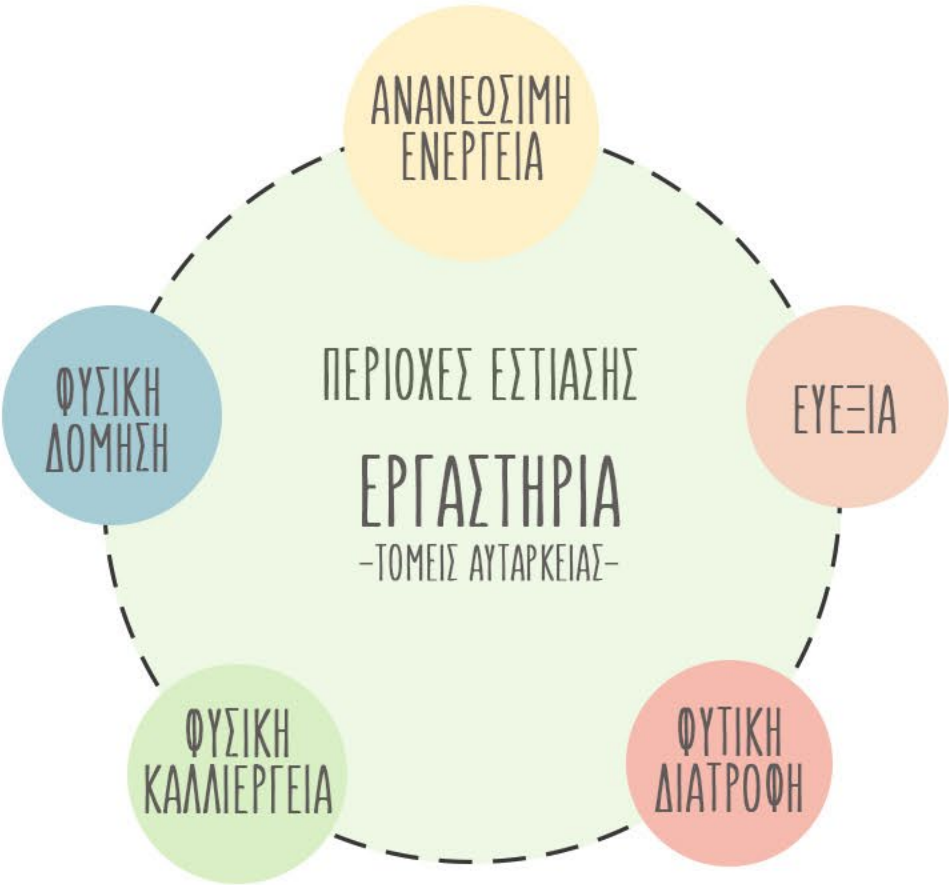 ΑΝΑΝΕΩΣΙΜΗ
ΕΝΕΡΓΕΙΑ
ΠΕΡΙΟΧΕΣ ΕΣΤΙΑΣΗΣ
ΕΡΓΑΣΤΗΡΙΑ
-ΤΟΜΕΙΣ ΑΥΤΑΡΚΕΙΑΣ-
ΕΥΕΞΙΑ
ΦΥΤΙΚΗ
ΔΙΑΤΡΟΦΗ
ΦΥΣΙΚΗ
ΚΑΛΛΙΕΡΓΕΙΑ
ΦΥΣΙΚΗ
ΔΟΜΗΣΗ